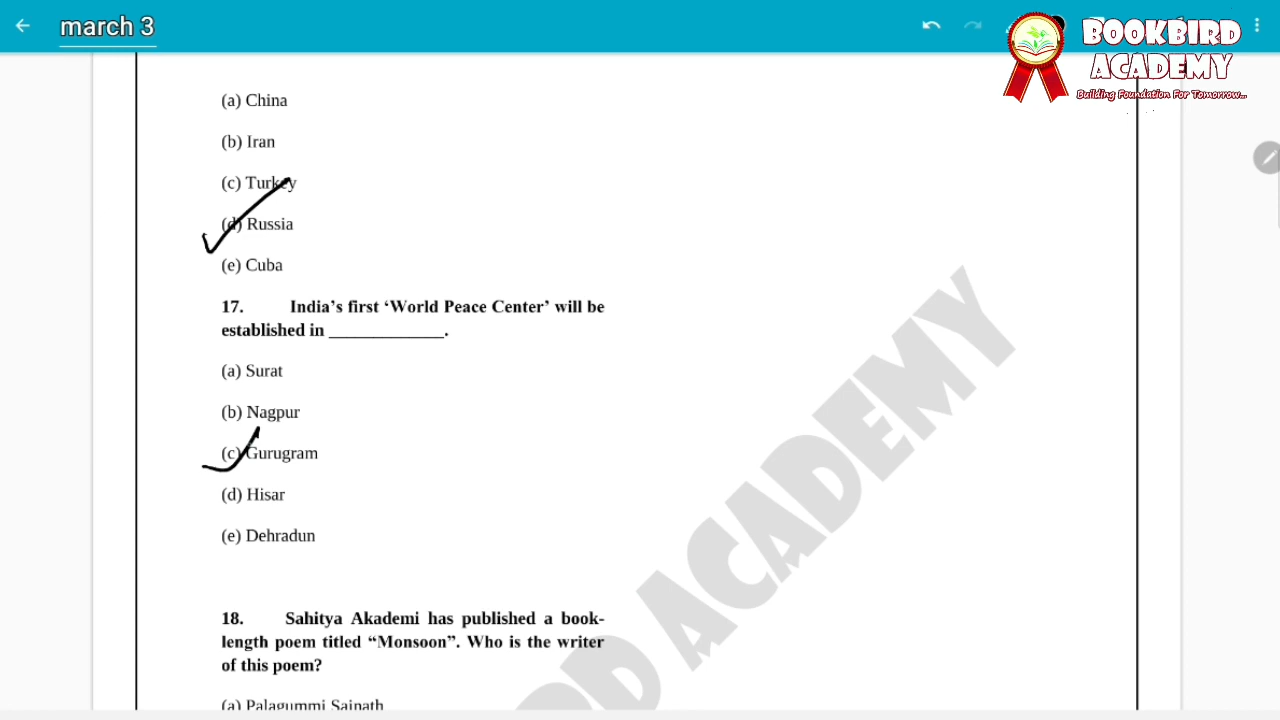 march 3
BOOKBIRD
ACADEMY
Building Foundation For Tomorrow...
(a) China
(b) Iran
(c) Turkey
(d) Russia
(e) Cuba
17. India's first ‘World Peace Center’ will be
established in _____________.
(a) Surat
(b) Nagpur
(c) Gurugram
(d) Hisar
(e) Dehradun
18. Sahitya Akademi has published a book-
length poem titled “Monsoon”. Who is the writer
of this poem?
(a) Palagummi Sainath
RD ACADEMY